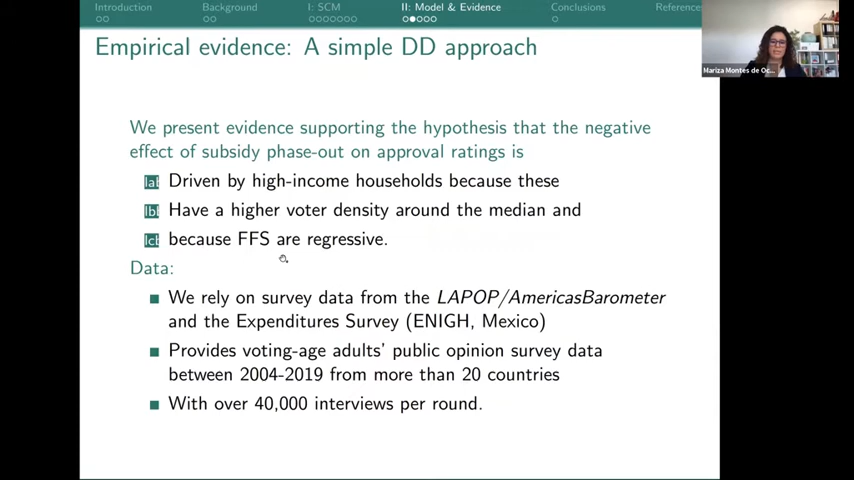 Introduction
Background
I: SCM
II: Model & Evidence
Conclusions
Reference
Empirical evidence: A simple DD approach
Mariza Montes de Oc...
We present evidence supporting the hypothesis that the negative
effect of subsidy phase-out on approval ratings is
Ia Driven by high-income households because these
Ib Have a higher voter density around the median and
Ic because FFS are regressive.
Data:
We rely on survey data from the LAPOP/AmericasBarometer
and the Expenditures Survey (ENIGH, Mexico)
Provides voting-age adults' public opinion survey data
between 2004-2019 from more than 20 countries
With over 40,000 interviews per round.